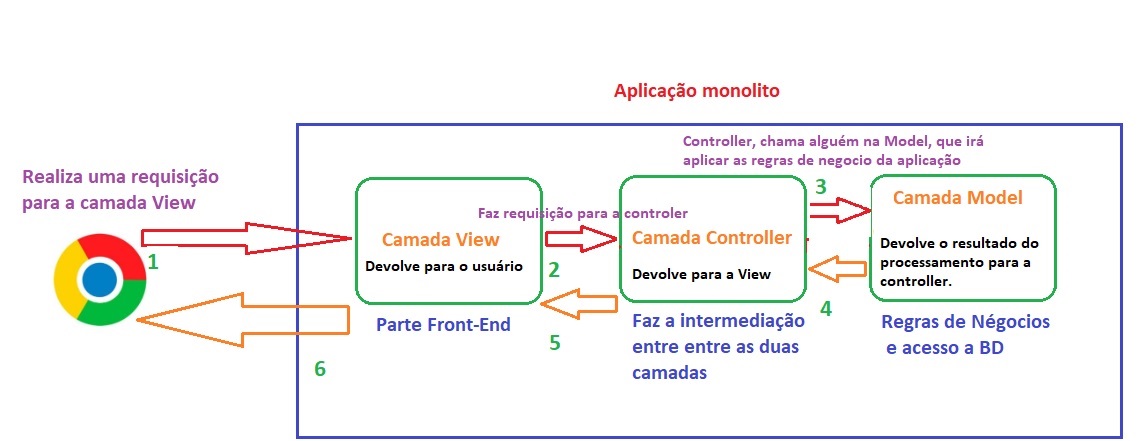 Aplicação monolito
Controller, chama alguém na Model, que irá
aplicar as regras de negocio da aplicação
Realiza uma requisição
para a camada View
1
Camada View
Devolve para o usuário
Parte Front-End
Faz requisição para a controler
2
Camada Controller
Devolve para a View
Faz a intermediação
entre entre as duas
camadas
3
Camada Model
Devolve o resultado do
processamento para a
controller.
Regras de Négocios
e acesso a BD
4
5
6